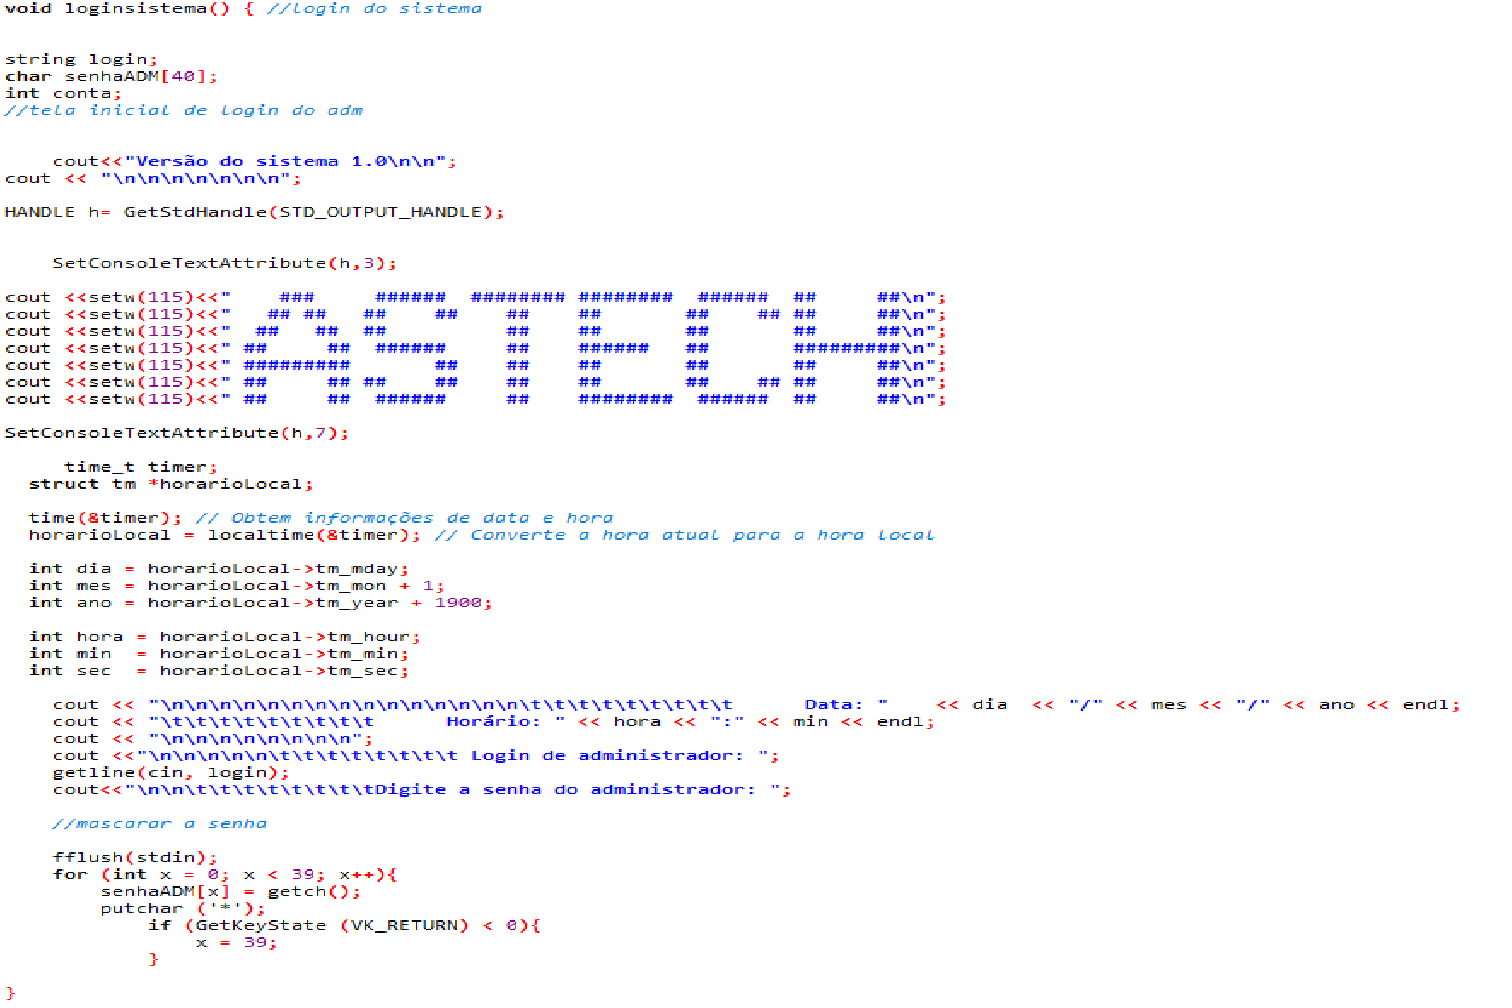 void loginsistema() { //login do sistema
string login;
char senhaADM[40];
int conta;
//tela inicial de login do adm
    cout<<"Versão do sistema 1.0\n\n";
cout << "\n\n\n\n\n\n\n";
HANDLE h= GetStdHandle(STD_OUTPUT_HANDLE);
    SetConsoleTextAttribute(h,3);
cout <<setw(115)<<"    ###     ######  ######## ########  ######  ##     ##\n";
cout <<setw(115)<<"   ## ##   ##    ##    ##    ##       ##    ## ##     ##\n";
cout <<setw(115)<<"  ##   ##  ##          ##    ##       ##       ##     ##\n";
cout <<setw(115)<<" ##     ##  ######     ##    ######   ##       #########\n";
cout <<setw(115)<<" #########       ##    ##    ##       ##       ##     ##\n";
cout <<setw(115)<<" ##     ## ##    ##    ##    ##       ##    ## ##     ##\n";
cout <<setw(115)<<" ##     ##  ######     ##    ########  ######  ##     ##\n";
SetConsoleTextAttribute(h,7);
     time_t timer;
  struct tm *horarioLocal;
  time(&timer); // Obtem informações de data e hora
  horarioLocal = localtime(&timer); // Converte a hora atual para a hora local
  int dia = horarioLocal->tm_mday;
  int mes = horarioLocal->tm_mon + 1;
  int ano = horarioLocal->tm_year + 1900;
  int hora = horarioLocal->tm_hour;
  int min  = horarioLocal->tm_min;
  int sec  = horarioLocal->tm_sec;
    cout << "\n\n\n\n\n\n\n\n\n\n\n\n\n\n\n\t\t\t\t\t\t\t\t\t      Data: "    << dia  << "/" << mes << "/" << ano << endl;
    cout << "\t\t\t\t\t\t\t\t\t      Horário: " << hora << ":" << min << endl;
    cout << "\n\n\n\n\n\n\n\n";
    cout <<"\n\n\n\n\n\t\t\t\t\t\t\t\t Login de administrador: ";
    getline(cin, login);
    cout<<"\n\n\t\t\t\t\t\t\t\tDigite a senha do administrador: ";
    //mascarar a senha
    fflush(stdin);
    for (int x = 0; x < 39; x++){
        senhaADM[x] = getch();
        putchar ('*');
            if (GetKeyState (VK_RETURN) < 0){
                x = 39;
            }
}